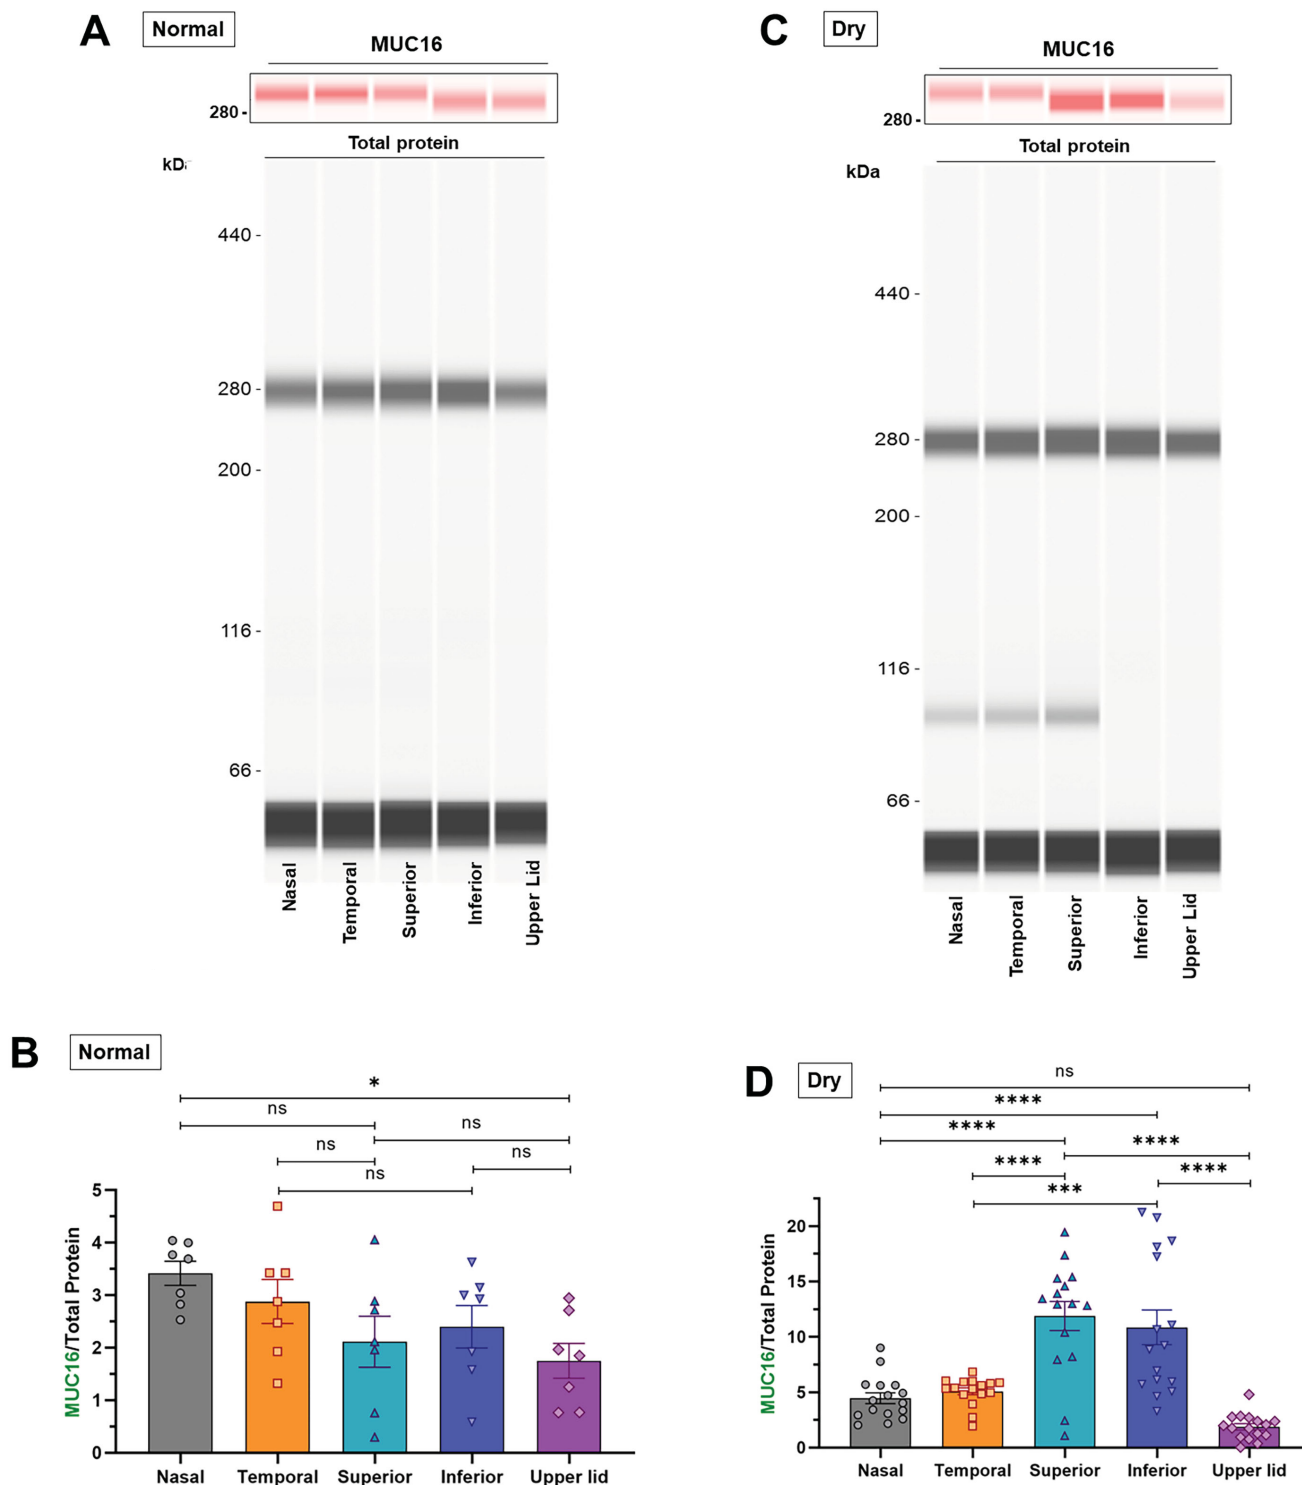 A Normal
MUC16
280 -
Total protein
kD
440 -
280 -
200 -
116 -
66 -
Nasal
Temporal
Superior
Inferior
Upper Lid
C Dry
MUC16
280 -
Total protein
kDa
440 -
280 -
200 -
116 -
66 -
Nasal
Temporal
Superior
Inferior
Upper Lid
B Normal
*
ns
ns
ns
ns
ns
MUC16/Total Protein
5
4
3
2
1
0
Nasal Temporal Superior Inferior Upper lid
D Dry
ns
****
****
****
****
****
***
MUC16/Total Protein
20
15
10
5
0
Nasal Temporal Superior Inferior Upper lid